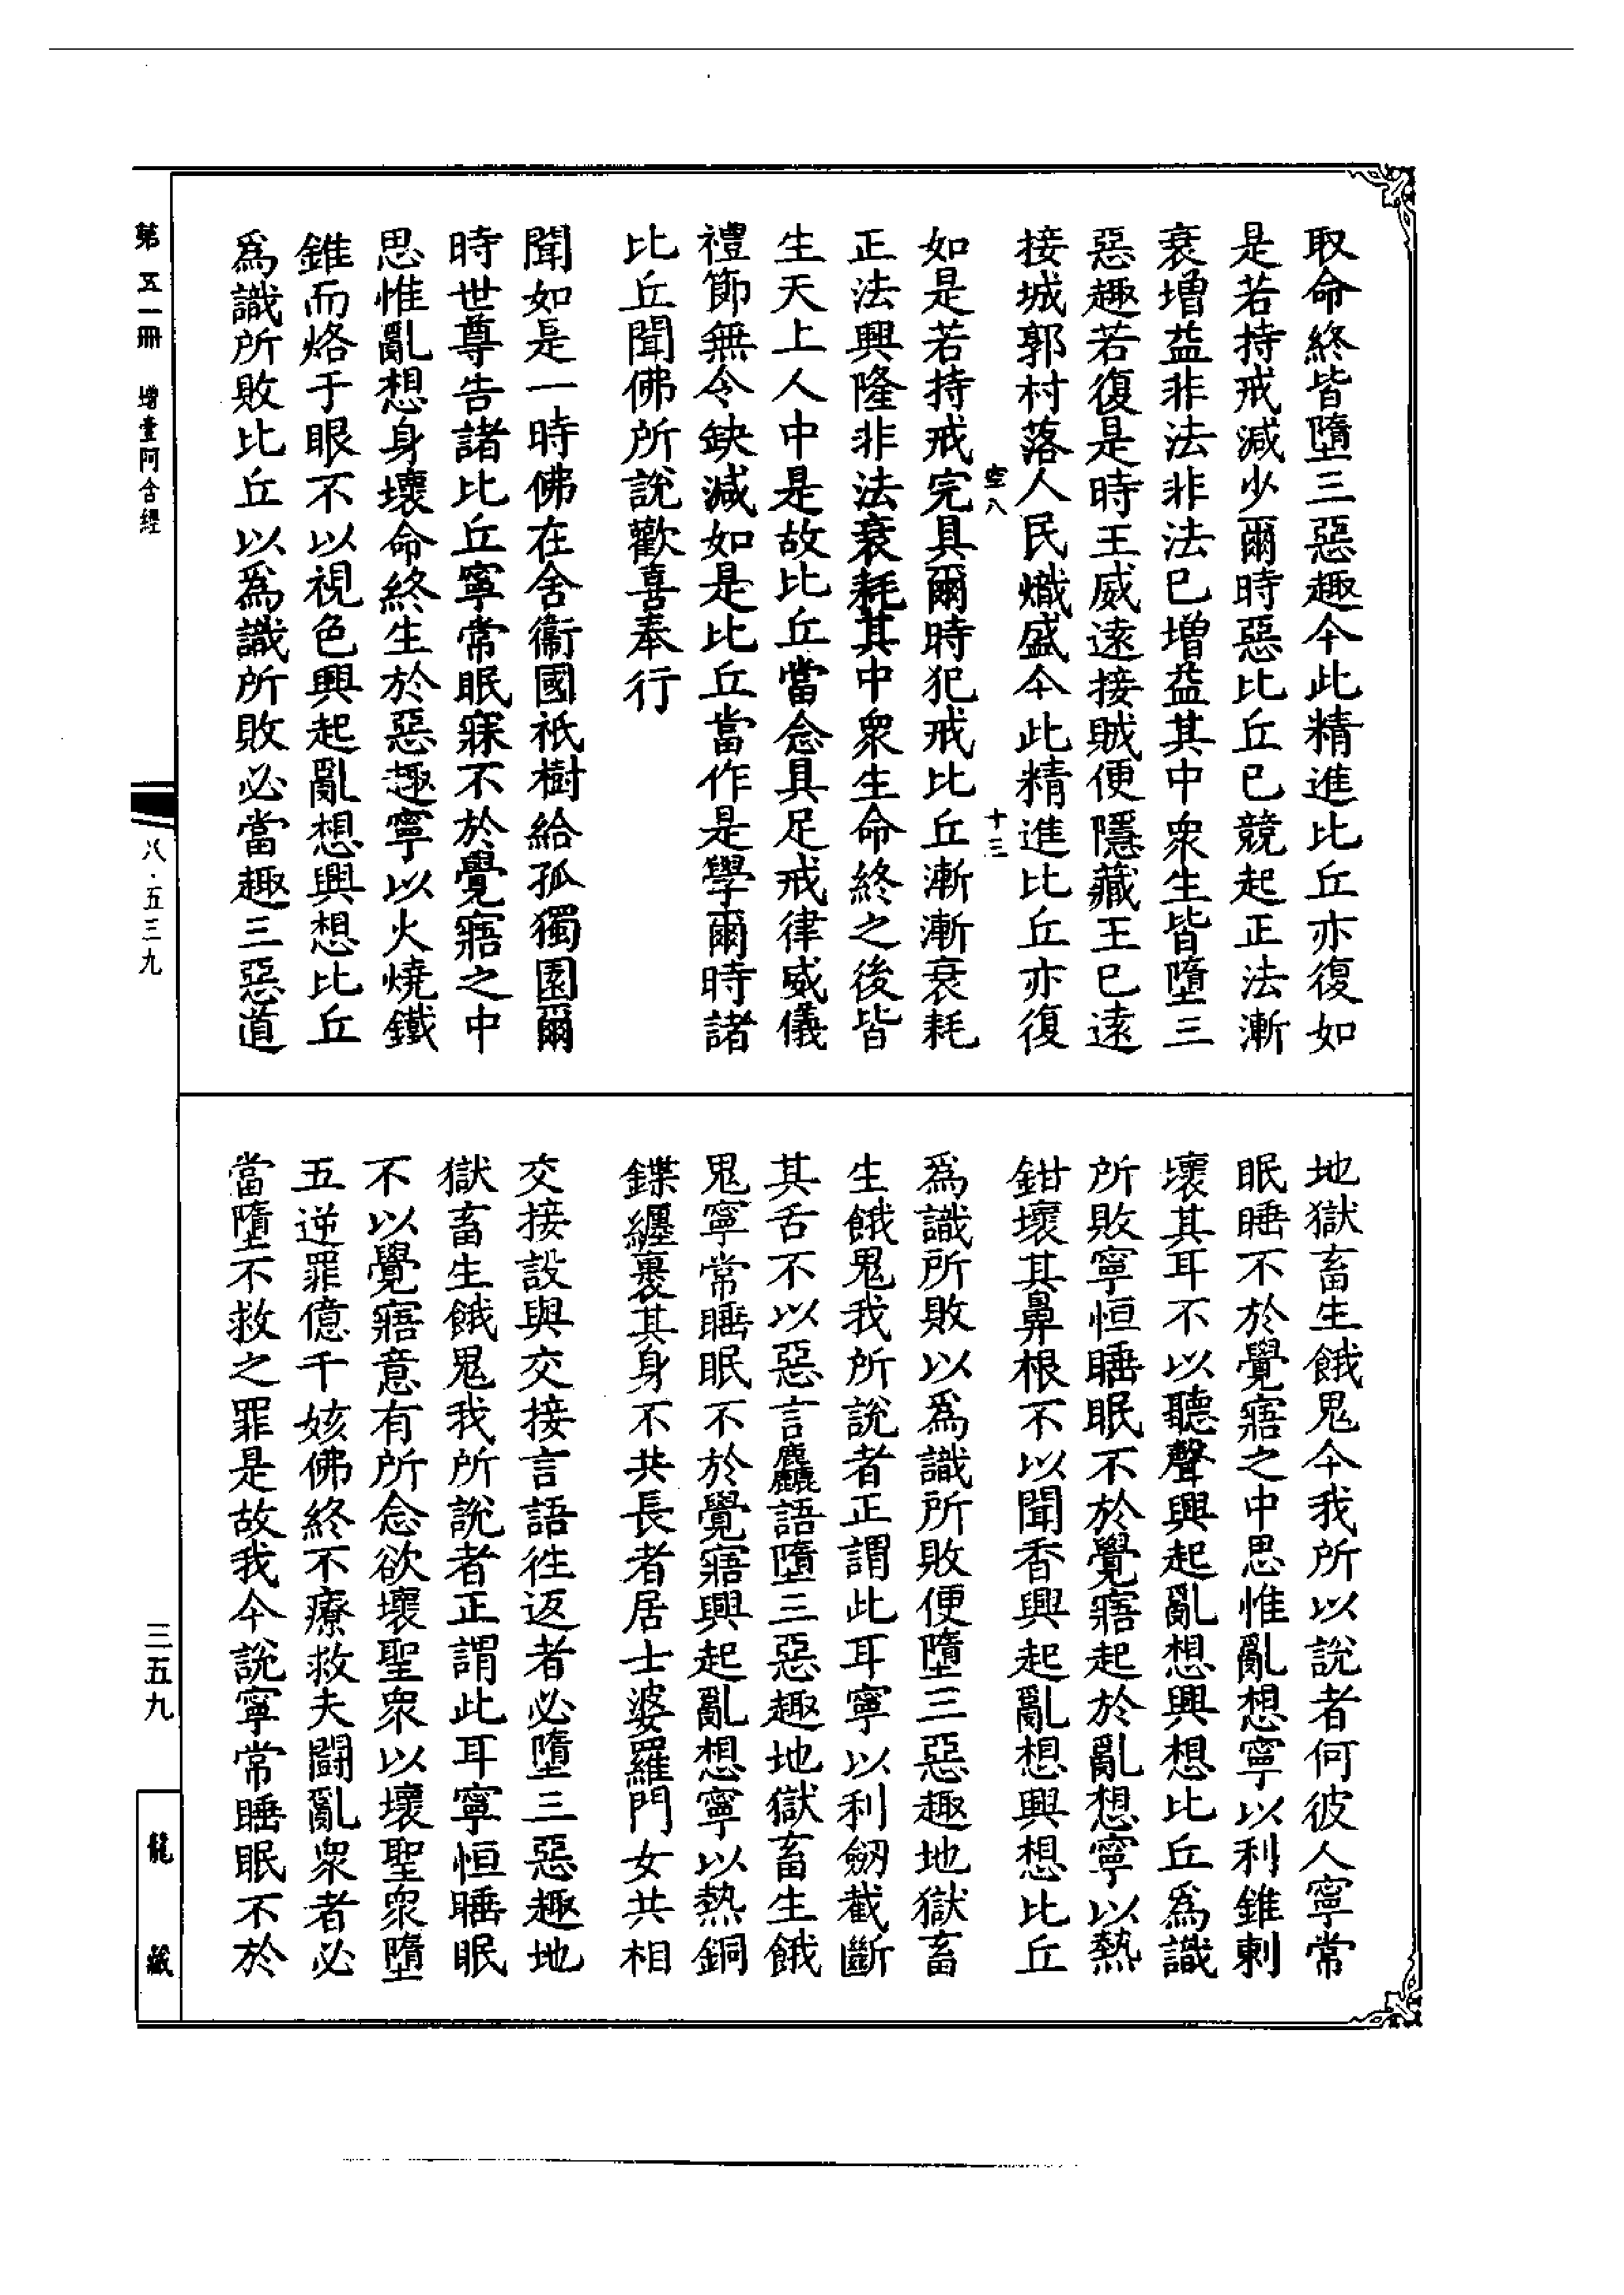 取命終皆墮三惡趣今此精進比丘亦復如
是若持戒減少爾時惡比丘已競起正法漸
衰增益非法非法已增益其中衆生皆墮三
惡趣若復是時王威遠接賊便隱藏王已遠
接城郭村落人民熾盛今此精進比丘亦復
空八 十三
如是若持戒完具爾時犯戒比丘漸漸衰耗
正法興隆非法衰耗其中衆生命終之後皆
生天上人中是故比丘當念具足戒律威儀
禮節無令缺減如是比丘當作是學爾時諸
比丘聞佛所說歡喜奉行
聞如是一時佛在舍衞國祇樹給孤獨園爾
時世尊告諸比丘寧常眠寐不於覺寤之中
思惟亂想身壞命終生於惡趣寧以火燒鐵
錐而烙于眼不以視色興起亂想興想比丘
爲識所敗比丘以爲識所敗必當趣三惡道
地獄畜生餓鬼今我所以說者何彼人寧常
眠睡不於覺寤之中思惟亂想寧以利錐刺
壞其耳不以聽聲興起亂想興想比丘爲識
所敗寧恒睡眠不於覺寤起於亂想寧以熱
鉗壞其鼻根不以聞香興起亂想興想比丘
爲識所敗以爲識所敗便墮三惡趣地獄畜
生餓鬼我所說者正謂此耳寧以利劒截斷
其舌不以惡言麤語墮三惡趣地獄畜生餓
鬼寧常睡眠不於覺寤興起亂想寧以熱銅
鍱纒裹其身不共長者居士婆羅門女共相
交接設與交接言語往返者必墮三惡趣地
獄畜生餓鬼我所說者正謂此耳寧恒睡眠
不以覺寤意有所念欲壞聖衆以壞聖衆墮
五逆罪億千姟佛終不療救夫鬪亂衆者必
當墮不救之罪是故我今說寧常睡眠不於
第五一冊 增壹阿含經
八·五三九
三五九
龍藏